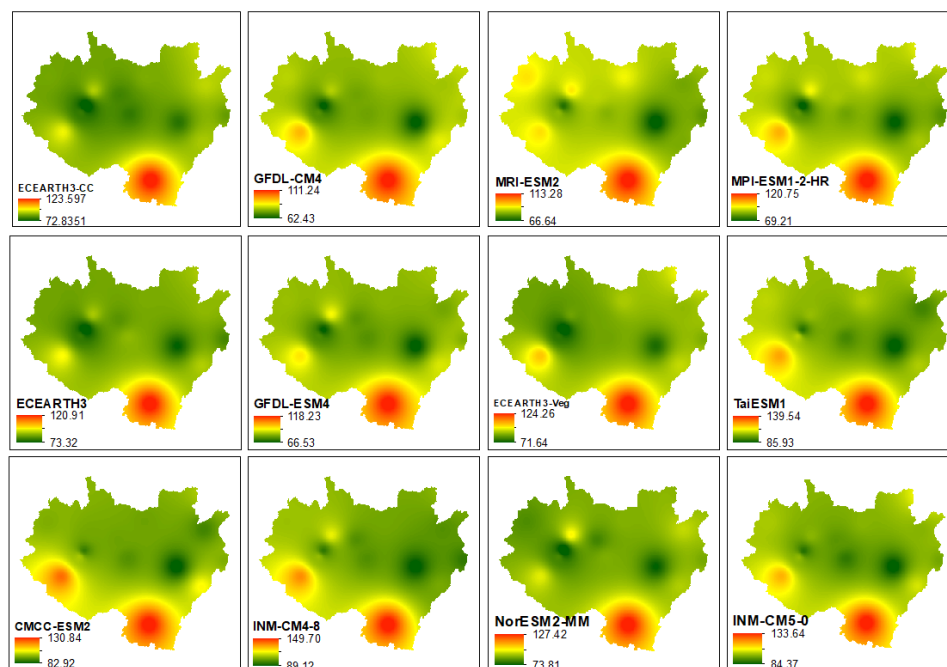 ECEARTH3-CC
123.597
72.8351
GFDL-CM4
111.24
62.43
MRI-ESM2
113.28
66.64
MPI-ESM1-2-HR
120.75
69.21
ECEARTH3
120.91
73.32
GFDL-ESM4
118.23
66.53
ECEARTH3-Veg
124.26
71.64
TaiESM1
139.54
85.93
CMCC-ESM2
130.84
82.92
INM-CM4-8
149.70
89.12
NorESM2-MM
127.42
73.81
INM-CM5-0
133.64
84.37